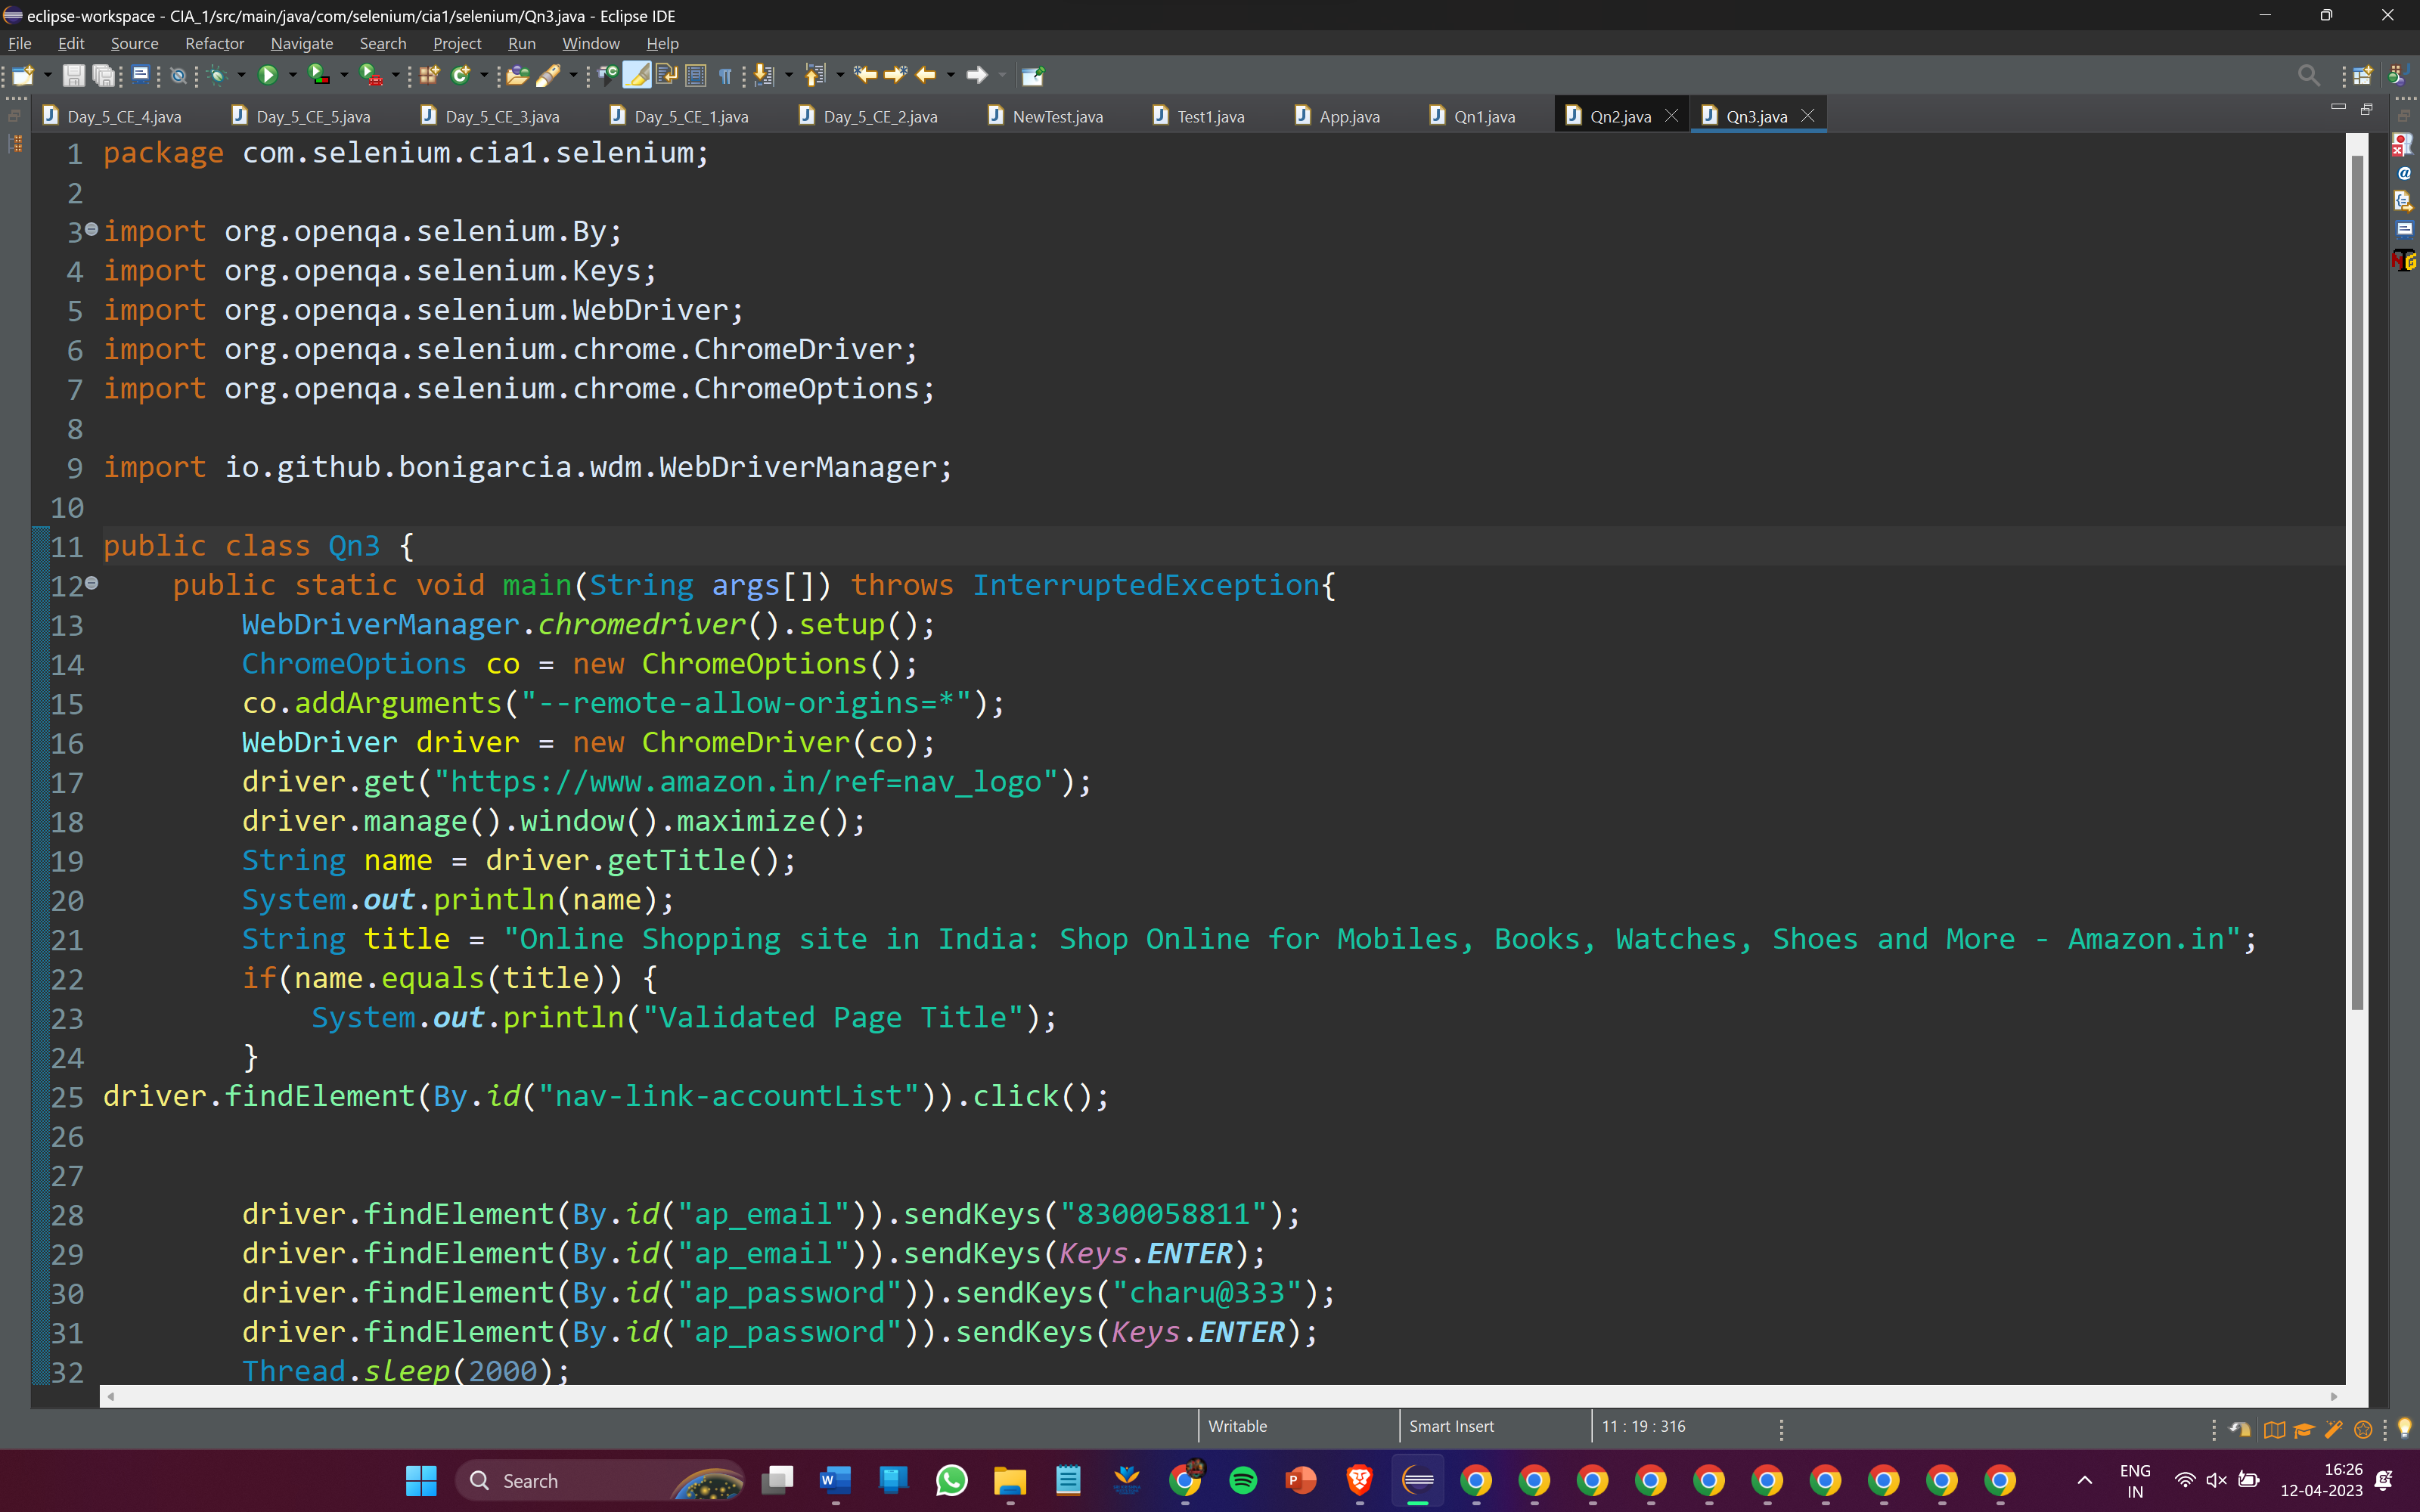 eclipse-workspace - CIA_1/src/main/java/com/selenium/cia1/selenium/Qn3.java - Eclipse IDE
File Edit Source Refactor Navigate Search Project Run Window Help
Day_5_CE_4.java Day_5_CE_5.java Day_5_CE_3.java Day_5_CE_1.java Day_5_CE_2.java NewTest.java Test1.java App.java Qn1.java Qn2.java Qn3.java
1 package com.selenium.cia1.selenium;
2
3 import org.openqa.selenium.By;
4 import org.openqa.selenium.Keys;
5 import org.openqa.selenium.WebDriver;
6 import org.openqa.selenium.chrome.ChromeDriver;
7 import org.openqa.selenium.chrome.ChromeOptions;
8
9 import io.github.bonigarcia.wdm.WebDriverManager;
10
11 public class Qn3 {
12     public static void main(String args[]) throws InterruptedException{
13         WebDriverManager.chromedriver().setup();
14         ChromeOptions co = new ChromeOptions();
15         co.addArguments("--remote-allow-origins=*");
16         WebDriver driver = new ChromeDriver(co);
17         driver.get("https://www.amazon.in/ref=nav_logo");
18         driver.manage().window().maximize();
19         String name = driver.getTitle();
20         System.out.println(name);
21         String title = "Online Shopping site in India: Shop Online for Mobiles, Books, Watches, Shoes and More - Amazon.in";
22         if(name.equals(title)) {
23             System.out.println("Validated Page Title");
24         }
25 driver.findElement(By.id("nav-link-accountList")).click();
26
27
28         driver.findElement(By.id("ap_email")).sendKeys("8300058811");
29         driver.findElement(By.id("ap_email")).sendKeys(Keys.ENTER);
30         driver.findElement(By.id("ap_password")).sendKeys("charu@333");
31         driver.findElement(By.id("ap_password")).sendKeys(Keys.ENTER);
32         Thread.sleep(2000);
Writable Smart Insert 11 : 19 : 316
Search
ENG
IN
16:26
12-04-2023